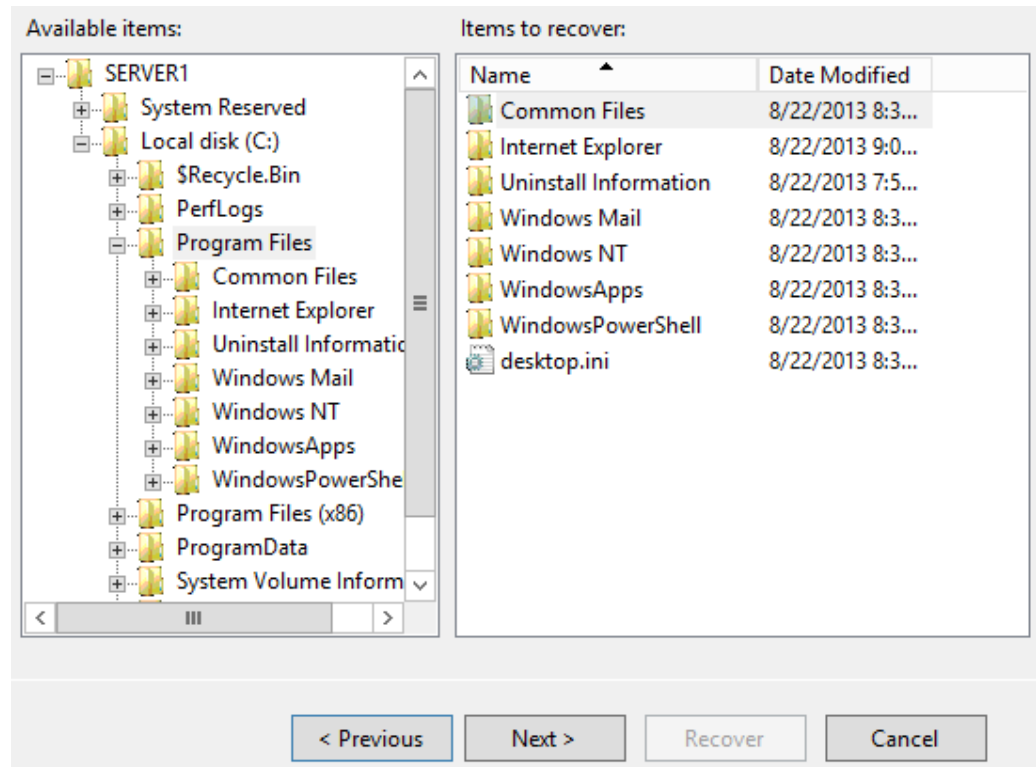 Available items:
SERVER1
System Reserved
Local disk (C:)
$Recycle.Bin
PerfLogs
Program Files
Common Files
Internet Explorer
Uninstall Informatic
Windows Mail
Windows NT
WindowsApps
WindowsPowerShe
Program Files (x86)
ProgramData
System Volume Inform
Items to recover:
Name Date Modified
Common Files 8/22/2013 8:3...
Internet Explorer 8/22/2013 9:0...
Uninstall Information 8/22/2013 7:5...
Windows Mail 8/22/2013 8:3...
Windows NT 8/22/2013 8:3...
WindowsApps 8/22/2013 8:3...
WindowsPowerShell 8/22/2013 8:3...
desktop.ini 8/22/2013 8:3...
< Previous Next > Recover Cancel